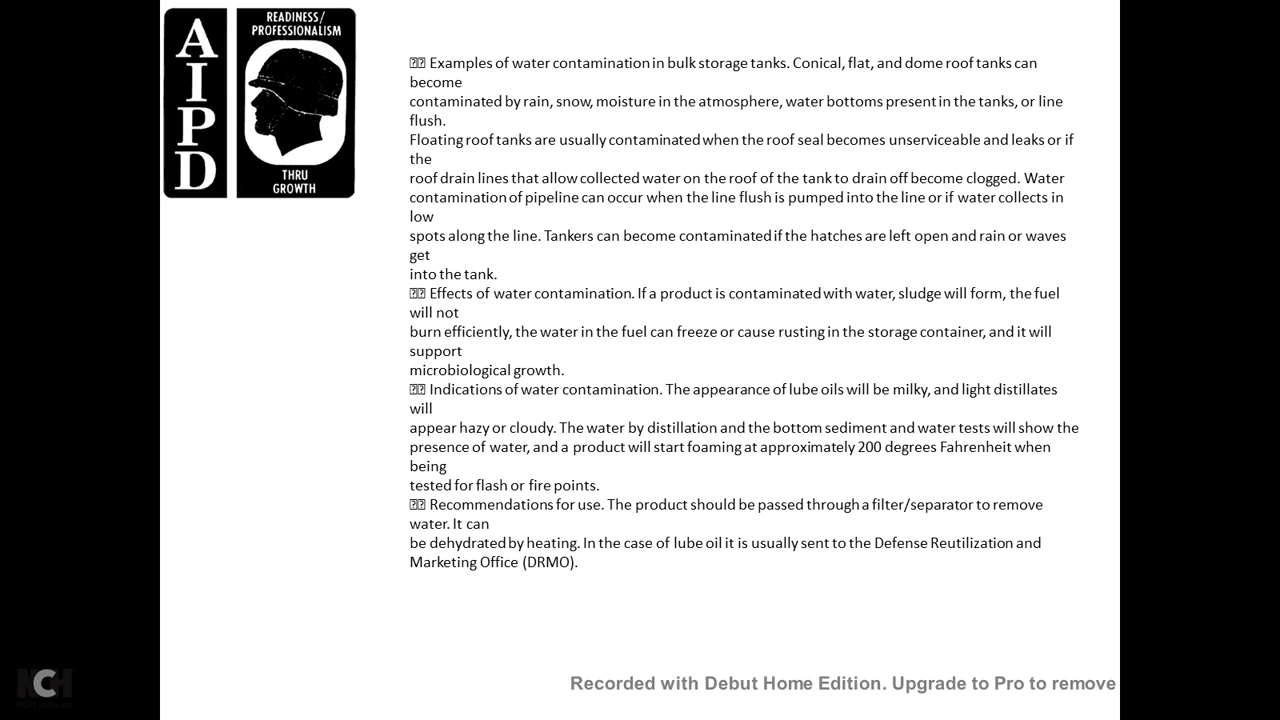 AIPD
READINESS/
PROFESSIONALISM
THRU
GROWTH
Examples of water contamination in bulk storage tanks. Conical, flat, and dome roof tanks can
become
contaminated by rain, snow, moisture in the atmosphere, water bottoms present in the tanks, or line
flush.
Floating roof tanks are usually contaminated when the roof seal becomes unserviceable and leaks or if
the
roof drain lines that allow collected water on the roof of the tank to drain off become clogged. Water
contamination of pipeline can occur when the line flush is pumped into the line or if water collects in
low
spots along the line. Tankers can become contaminated if the hatches are left open and rain or waves
get
into the tank.
Effects of water contamination. If a product is contaminated with water, sludge will form, the fuel
will not
burn efficiently, the water in the fuel can freeze or cause rusting in the storage container, and it will
support
microbiological growth.
Indications of water contamination. The appearance of lube oils will be milky, and light distillates
will
appear hazy or cloudy. The water by distillation and the bottom sediment and water tests will show the
presence of water, and a product will start foaming at approximately 200 degrees Fahrenheit when
being
tested for flash or fire points.
Recommendations for use. The product should be passed through a filter/separator to remove
water. It can
be dehydrated by heating. In the case of lube oil it is usually sent to the Defense Reutilization and
Marketing Office (DRMO).
NCH
Recorded with Debut Home Edition. Upgrade to Pro to remove